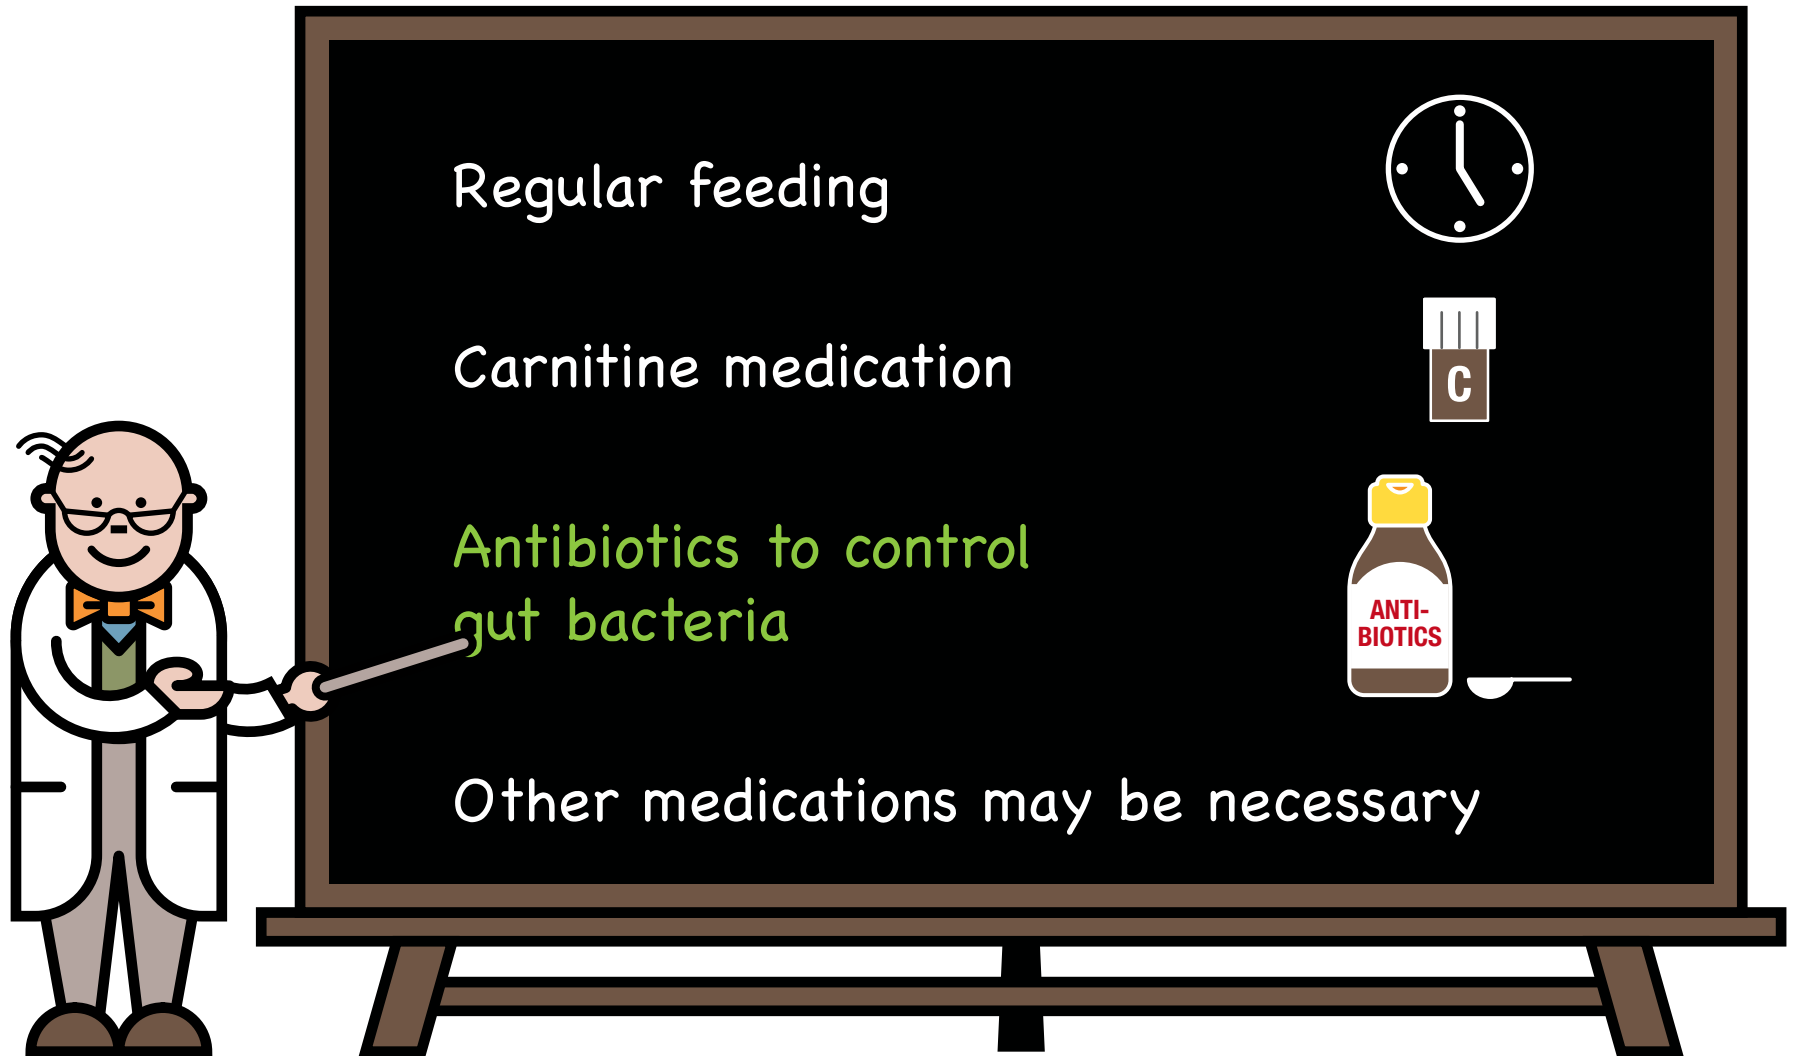 Regular feeding
Carnitine medication
C
Antibiotics to control
gut bacteria
ANTI-
BIOTICS
Other medications may be necessary